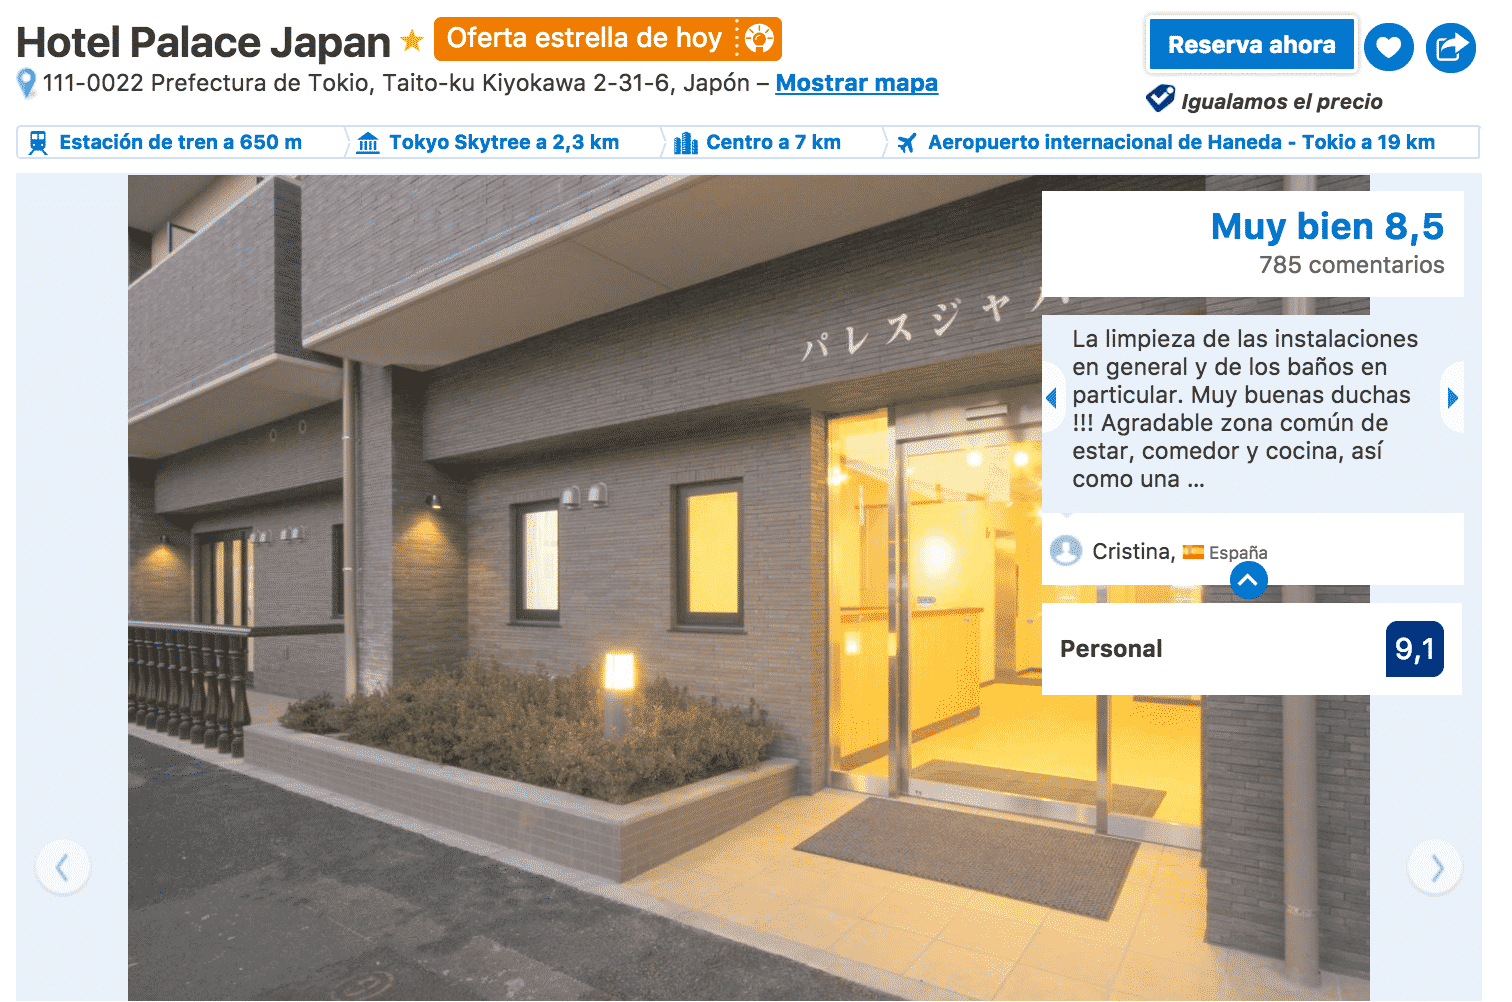 Hotel Palace Japan
Oferta estrella de hoy
Reserva ahora
111-0022 Prefectura de Tokio, Taito-ku Kiyokawa 2-31-6, Japón – Mostrar mapa
Igualamos el precio
Estación de tren a 650 m
Tokyo Skytree a 2,3 km
Centro a 7 km
Aeropuerto internacional de Haneda - Tokio a 19 km
Muy bien 8,5
785 comentarios
パレスジャパ
La limpieza de las instalaciones
en general y de los baños en
particular. Muy buenas duchas
!!! Agradable zona común de
estar, comedor y cocina, así
como una ...
Cristina, España
Personal
9,1